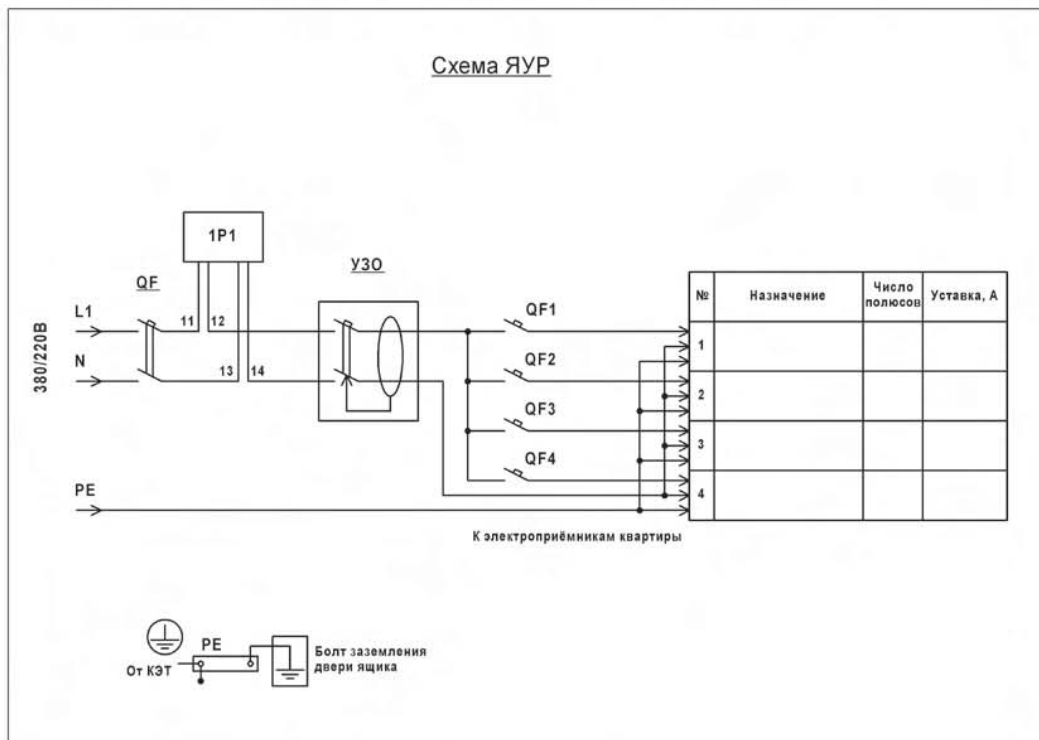 Схема ЯУР
1P1
QF
УЗО
L1
11
12
N
13
14
380/220В
PE
QF1
QF2
QF3
QF4
№
Назначение
Число
полюсов
Уставка, А
1
2
3
4
К электроприёмникам квартиры
PE
От КЭТ
Болт заземления
двери ящика